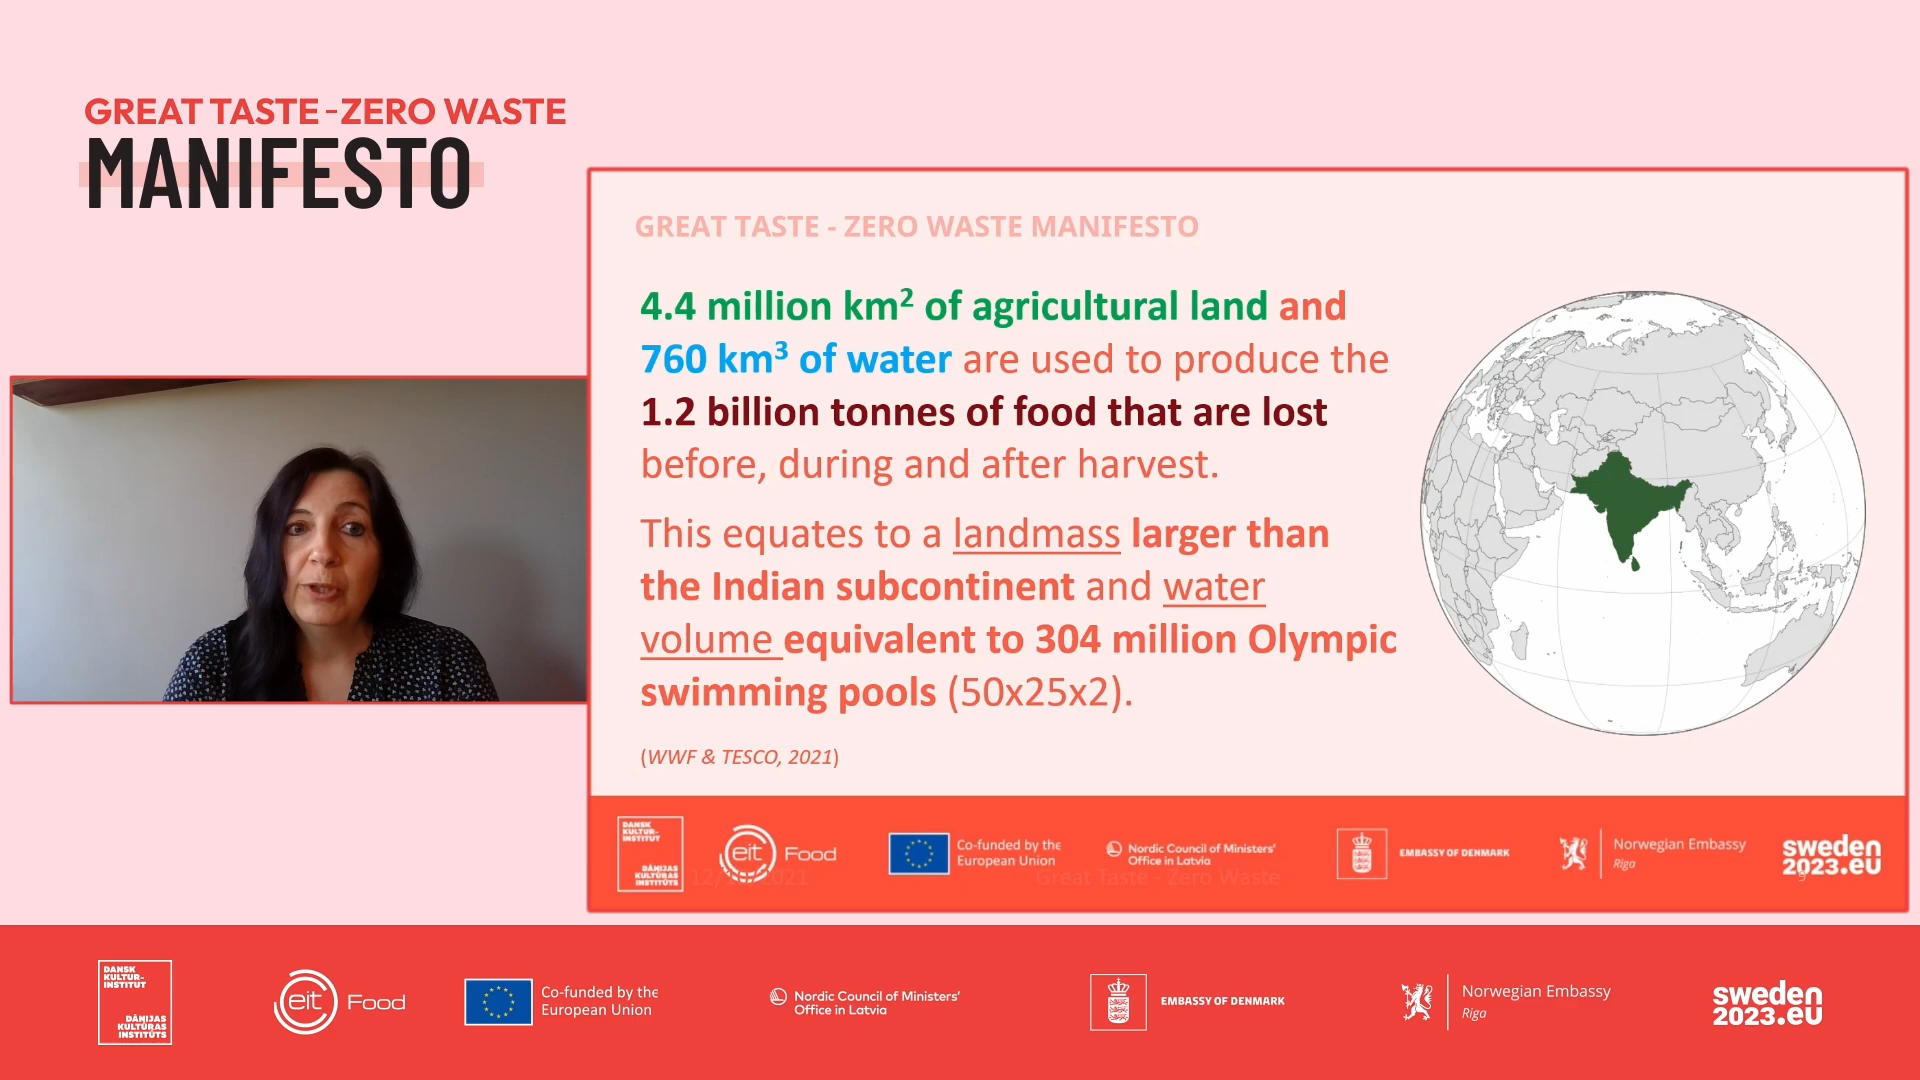 GREAT TASTE - ZERO WASTE
MANIFESTO
GREAT TASTE - ZERO WASTE MANIFESTO
4.4 million km² of agricultural land and
760 km³ of water are used to produce the
1.2 billion tonnes of food that are lost
before, during and after harvest.
This equates to a landmass larger than
the Indian subcontinent and water
volume equivalent to 304 million Olympic
swimming pools (50x25x2).
(WWF & TESCO, 2021)
DANSK
KULTUR-
INSTITUT
DĀNIJAS
KULTŪRAS
INSTITŪTS
eit Food
Co-funded by the
European Union
Nordic Council of Ministers'
Office in Latvia
EMBASSY OF DENMARK
Norwegian Embassy
Riga
sweden
2023.eu
Great Taste - Zero Waste
9
DANSK
KULTUR-
INSTITUT
DĀNIJAS
KULTŪRAS
INSTITŪTS
eit Food
Co-funded by the
European Union
Nordic Council of Ministers'
Office in Latvia
EMBASSY OF DENMARK
Norwegian Embassy
Riga
sweden
2023.eu